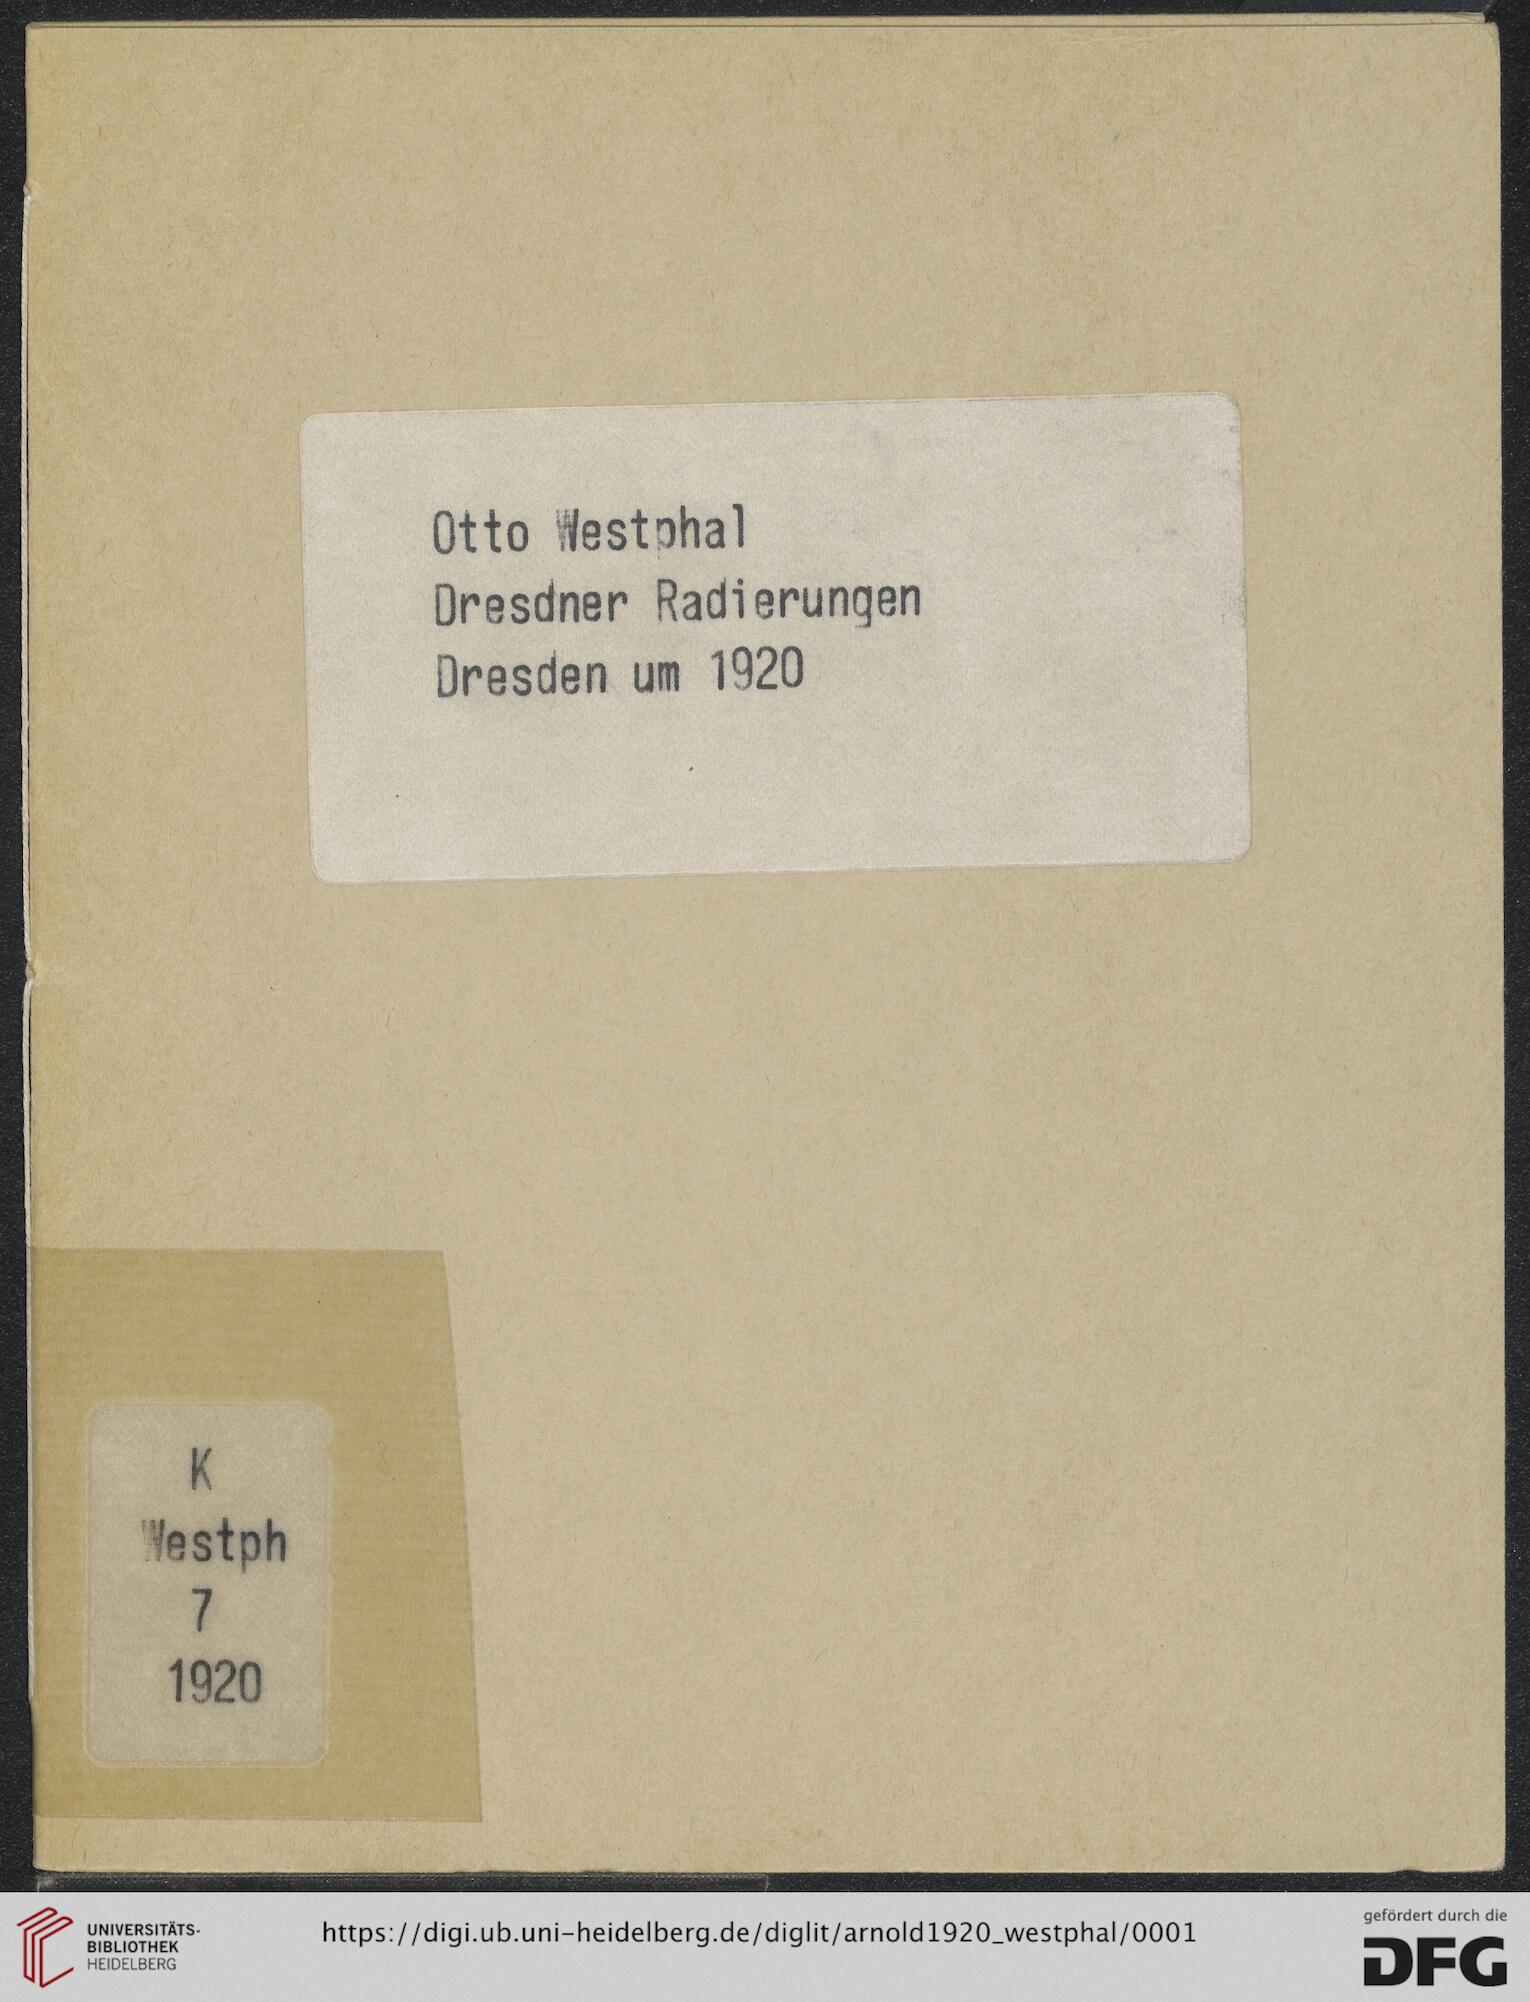 Otto Westphal
Dresdner Radierungen
Dresden um 1920
K
Westph
7
1920
UNIVERSITÄTS-
BIBLIOTHEK
HEIDELBERG
https://digi.ub.uni-heidelberg.de/diglit/arnold1920_westphal/0001
gefördert durch die
DFG